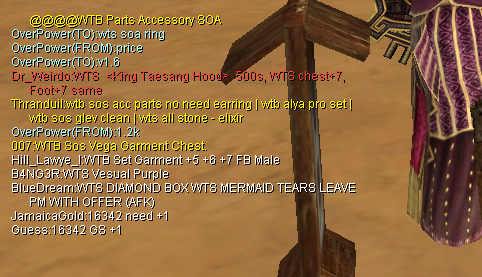 @@@@WTB Parts Accessory SOA
OverPower(TO):wts soa ring
OverPower(FROM):price
OverPower(TO):v1.6
Dr_Weirdo:WTS <King Taesang Hood> 500s, WTS chest+7,
Foot+7 same
Thranduil:wtb sos acc parts no need earring | wtb alya pro set |
wtb sos glev clean | wts all stone - elixir
OverPower(FROM):1.2k
007:WTB Sos Vega Garment Chest.
Hill_Lawye_l:WTB Set Garment +5 +6 +7 FB Male
B4NG3R:WTS Vesual Purple
BlueDream:WTS DIAMOND BOX WTS MERMAID TEARS LEAVE
PM WITH OFFER (AFK)
JamaicaGold:16342 need +1
Guess:16342 GS +1